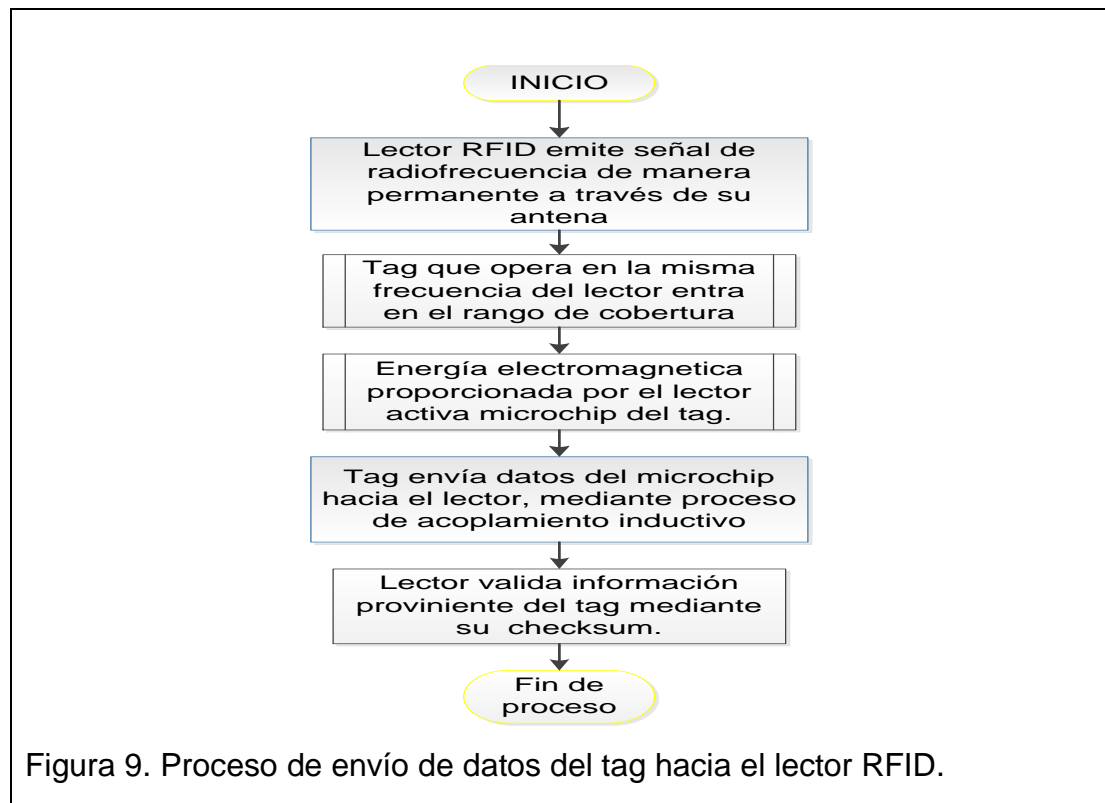 INICIO
Lector RFID emite señal de
radiofrecuencia de manera
permanente a través de su
antena
Tag que opera en la misma
frecuencia del lector entra
en el rango de cobertura
Energía electromagnetica
proporcionada por el lector
activa microchip del tag.
Tag envía datos del microchip
hacia el lector, mediante proceso
de acoplamiento inductivo
Lector valida información
proviniente del tag mediante
su checksum.
Fin de
proceso
Figura 9. Proceso de envío de datos del tag hacia el lector RFID.